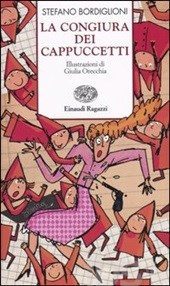 STEFANO BORDIGLIONI
LA CONGIURA
DEI
CAPPUCCETTI
Illustrazioni di
Giulia Orecchia
Einaudi Ragazzi